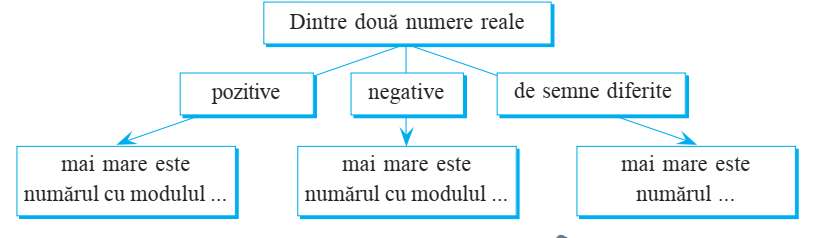 Dintre două numere reale
pozitive
negative
de semne diferite
mai mare este
numărul cu modulul ...
mai mare este
numărul cu modulul ...
mai mare este
numărul ...